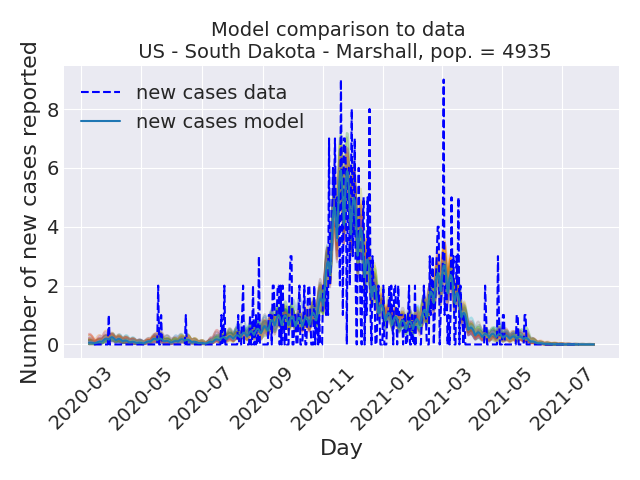 Model comparison to data
US - South Dakota - Marshall, pop. = 4935
Number of new cases reported
new cases data
new cases model
8
6
4
2
0
2020-03
2020-05
2020-07
2020-09
2020-11
2021-01
2021-03
2021-05
2021-07
Day